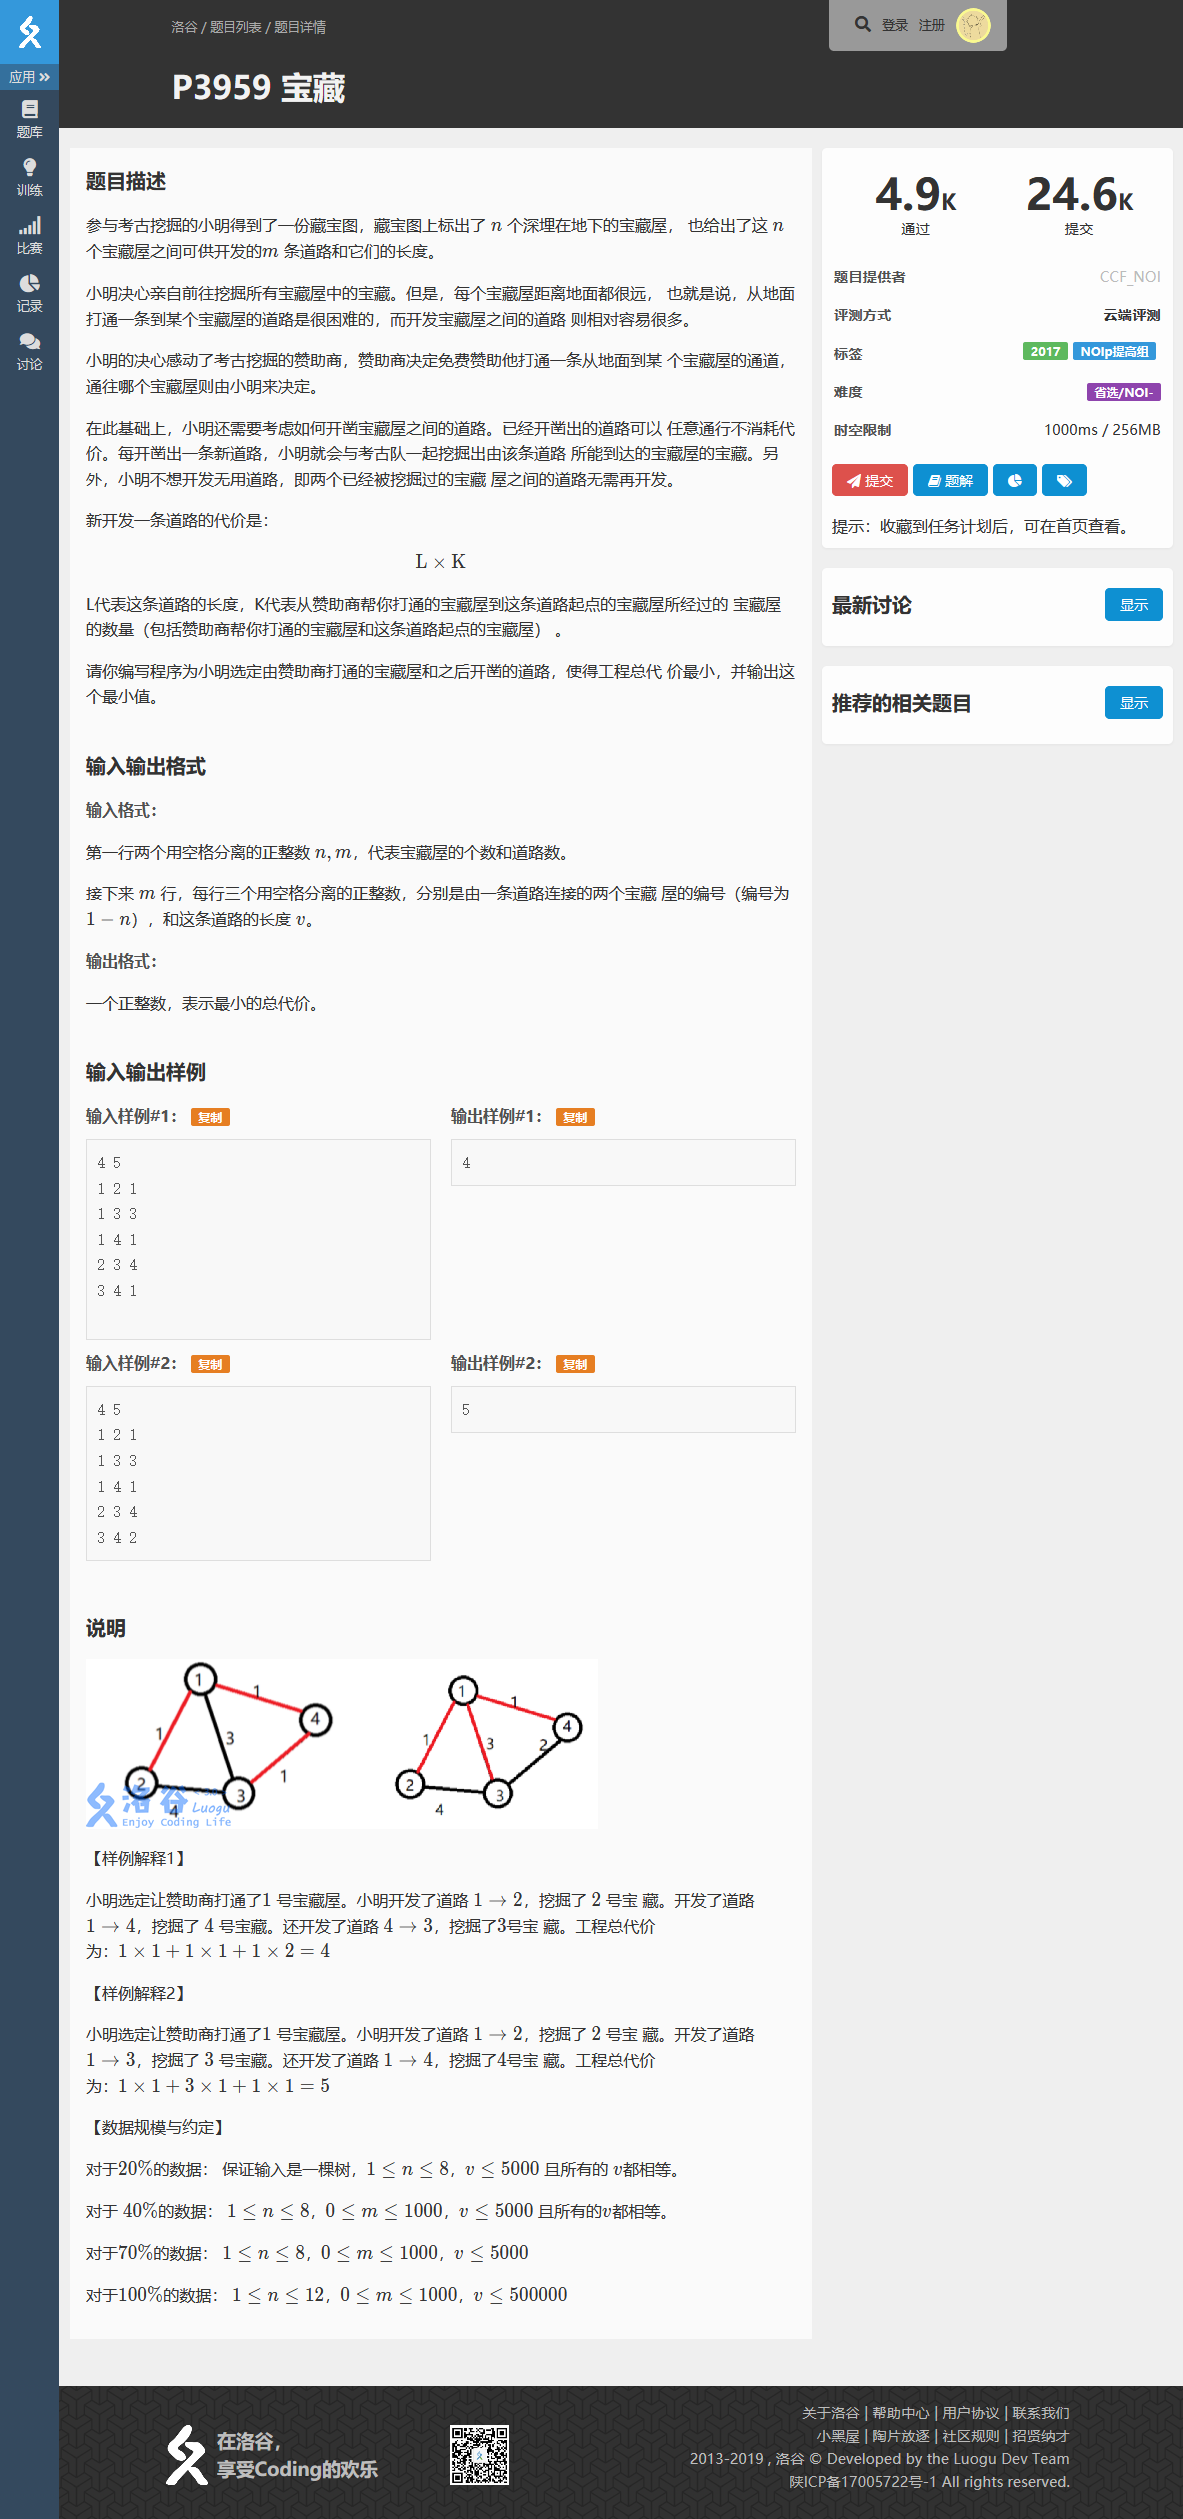 洛谷 / 题目列表 / 题目详情
登录 注册
P3959 宝藏
应用
题库
训练
比赛
记录
讨论
题目描述
参与考古挖掘的小明得到了一份藏宝图，藏宝图上标出了 n 个深埋在地下的宝藏屋， 也给出了这 n
个宝藏屋之间可供开发的m 条道路和它们的长度。
小明决心亲自前往挖掘所有宝藏屋中的宝藏。但是，每个宝藏屋距离地面都很远， 也就是说，从地面
打通一条到某个宝藏屋的道路是很困难的，而开发宝藏屋之间的道路 则相对容易很多。
小明的决心感动了考古挖掘的赞助商，赞助商决定免费赞助他打通一条从地面到某 个宝藏屋的通道，
通往哪个宝藏屋则由小明来决定。
在此基础上，小明还需要考虑如何开凿宝藏屋之间的道路。已经开凿出的道路可以 任意通行不消耗代
价。每开凿出一条新道路，小明就会与考古队一起挖掘出由该条道路 所能到达的宝藏屋的宝藏。另
外，小明不想开发无用道路，即两个已经被挖掘过的宝藏 屋之间的道路无需再开发。
新开发一条道路的代价是：
L × K
L代表这条道路的长度，K代表从赞助商帮你打通的宝藏屋到这条道路起点的宝藏屋所经过的 宝藏屋
的数量（包括赞助商帮你打通的宝藏屋和这条道路起点的宝藏屋） 。
请你编写程序为小明选定由赞助商打通的宝藏屋和之后开凿的道路，使得工程总代 价最小，并输出这
个最小值。
输入输出格式
输入格式：
第一行两个用空格分离的正整数 n, m，代表宝藏屋的个数和道路数。
接下来 m 行，每行三个用空格分离的正整数，分别是由一条道路连接的两个宝藏 屋的编号（编号为
1 − n），和这条道路的长度 v。
输出格式：
一个正整数，表示最小的总代价。
输入输出样例
输入样例#1： 复制
4 5
1 2 1
1 3 3
1 4 1
2 3 4
3 4 1
输出样例#1： 复制
4
输入样例#2： 复制
4 5
1 2 1
1 3 3
1 4 1
2 3 4
3 4 2
输出样例#2： 复制
5
说明
1
1
4
1
3
2
1
3
4
洛谷
Luogu
Enjoy Coding Life
1
1
4
1
3
2
2
3
4
【样例解释1】
小明选定让赞助商打通了1 号宝藏屋。小明开发了道路 1 → 2，挖掘了 2 号宝 藏。开发了道路
1 → 4，挖掘了 4 号宝藏。还开发了道路 4 → 3，挖掘了3号宝 藏。工程总代价
为：1 × 1 + 1 × 1 + 1 × 2 = 4
【样例解释2】
小明选定让赞助商打通了1 号宝藏屋。小明开发了道路 1 → 2，挖掘了 2 号宝 藏。开发了道路
1 → 3，挖掘了 3 号宝藏。还开发了道路 1 → 4，挖掘了4号宝 藏。工程总代价
为：1 × 1 + 3 × 1 + 1 × 1 = 5
【数据规模与约定】
对于20%的数据： 保证输入是一棵树，1 ≤ n ≤ 8，v ≤ 5000 且所有的 v都相等。
对于 40%的数据： 1 ≤ n ≤ 8，0 ≤ m ≤ 1000，v ≤ 5000 且所有的v都相等。
对于70%的数据： 1 ≤ n ≤ 8，0 ≤ m ≤ 1000，v ≤ 5000
对于100%的数据： 1 ≤ n ≤ 12，0 ≤ m ≤ 1000，v ≤ 500000
4.9K
通过
24.6K
提交
题目提供者 CCF_NOI
评测方式 云端评测
标签 2017 NOIp提高组
难度 省选/NOI-
时空限制 1000ms / 256MB
提交 题解
提示：收藏到任务计划后，可在首页查看。
最新讨论 显示
推荐的相关题目 显示
在洛谷，
享受Coding的欢乐
关于洛谷 | 帮助中心 | 用户协议 | 联系我们
小黑屋 | 陶片放逐 | 社区规则 | 招贤纳才
2013-2019 , 洛谷 © Developed by the Luogu Dev Team
陕ICP备17005722号-1 All rights reserved.